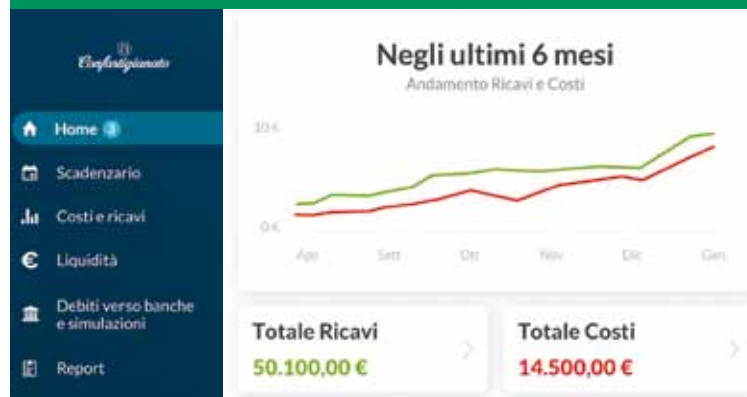 Confartigianato
Home 3
Scadenzario
Costi e ricavi
Liquidità
Debiti verso banche
e simulazioni
Report
Negli ultimi 6 mesi
Andamento Ricavi e Costi
10 €
0 €
Ago Sett Ott Nov Dic Gen
Totale Ricavi
50.100,00 €
Totale Costi
14.500,00 €